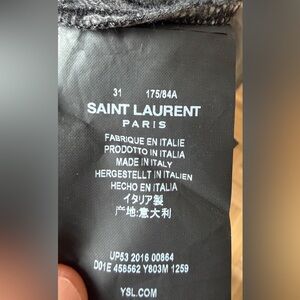 31 175/84A
SAINT LAURENT
PARIS
FABRIQUE EN ITALIE
PRODOTTO IN ITALIA
MADE IN ITALY
HERGESTELLT IN ITALIEN
HECHO EN ITALIA
イタリア製
产地:意大利
UP53 2016 00864
D01E 458562 Y803M 1259
YSL.COM